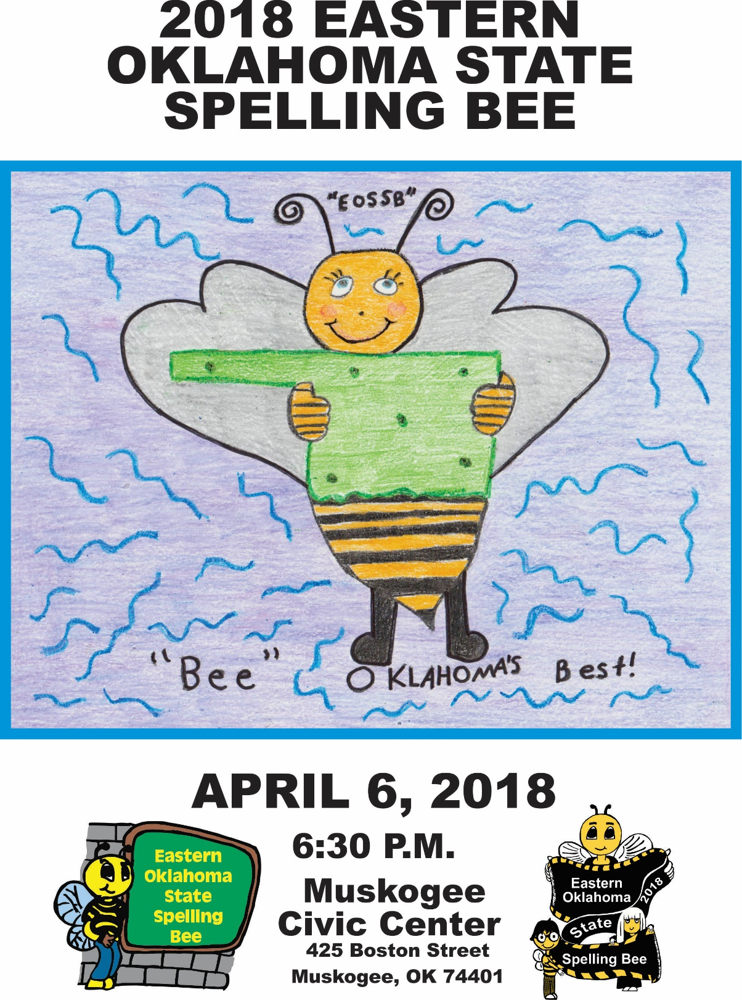 2018 EASTERN
OKLAHOMA STATE
SPELLING BEE
"EOSSB"
"Bee" OKLAHOMA'S Best!
APRIL 6, 2018
6:30 P.M.
Muskogee
Civic Center
425 Boston Street
Muskogee, OK 74401
Eastern
Oklahoma
State
Spelling
Bee
Eastern
Oklahoma
2018
State
Spelling Bee